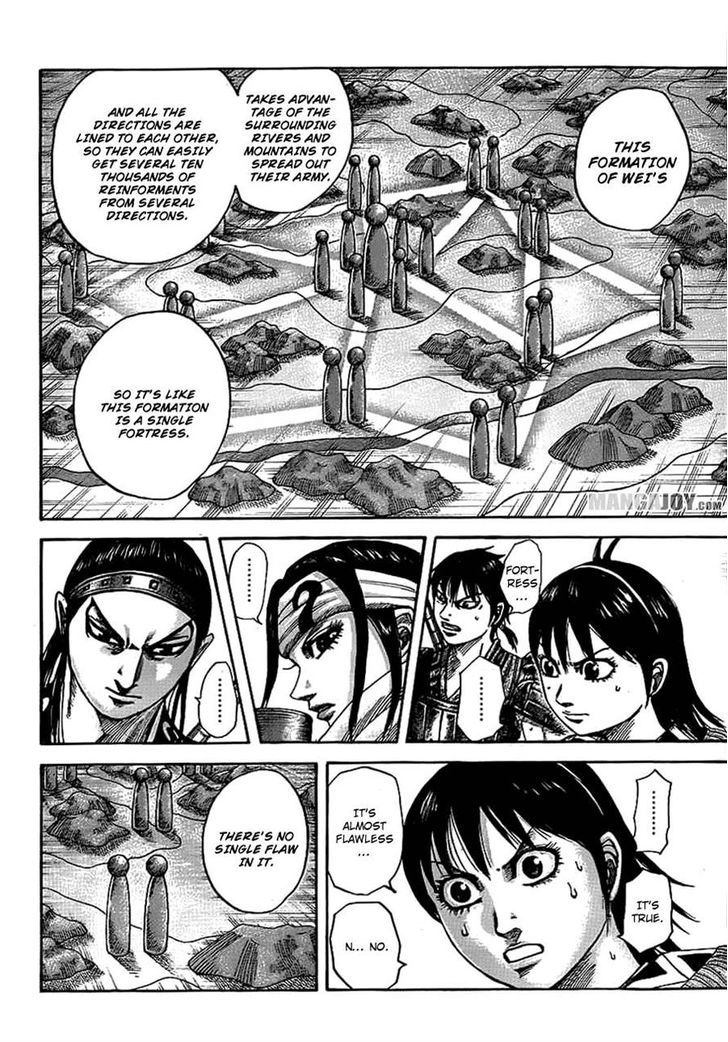 THIS
FORMATION
OF WEI'S
TAKES ADVAN-
TAGE OF THE
SURROUNDING
RIVERS AND
MOUNTAINS TO
SPREAD OUT
THEIR ARMY.
AND ALL THE
DIRECTIONS ARE
LINED TO EACH OTHER,
SO THEY CAN EASILY
GET SEVERAL TEN
THOUSANDS OF
REINFORMENTS
FROM SEVERAL
DIRECTIONS.
SO IT'S LIKE
THIS FORMATION
IS A SINGLE
FORTRESS.
MANGAJOY.COM
FORT-
RESS
...
.......
.......
.......
.......
IT'S
TRUE.
IT'S
ALMOST
FLAWLESS
...
N... NO.
THERE'S NO
SINGLE FLAW
IN IT.